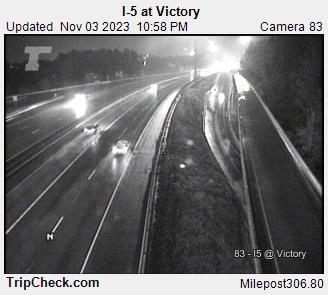 I-5 at Victory
Updated Nov 03 2023 10:58 PM Camera 83
T
N
83 - I5 @ Victory
TripCheck.com Milepost306.80